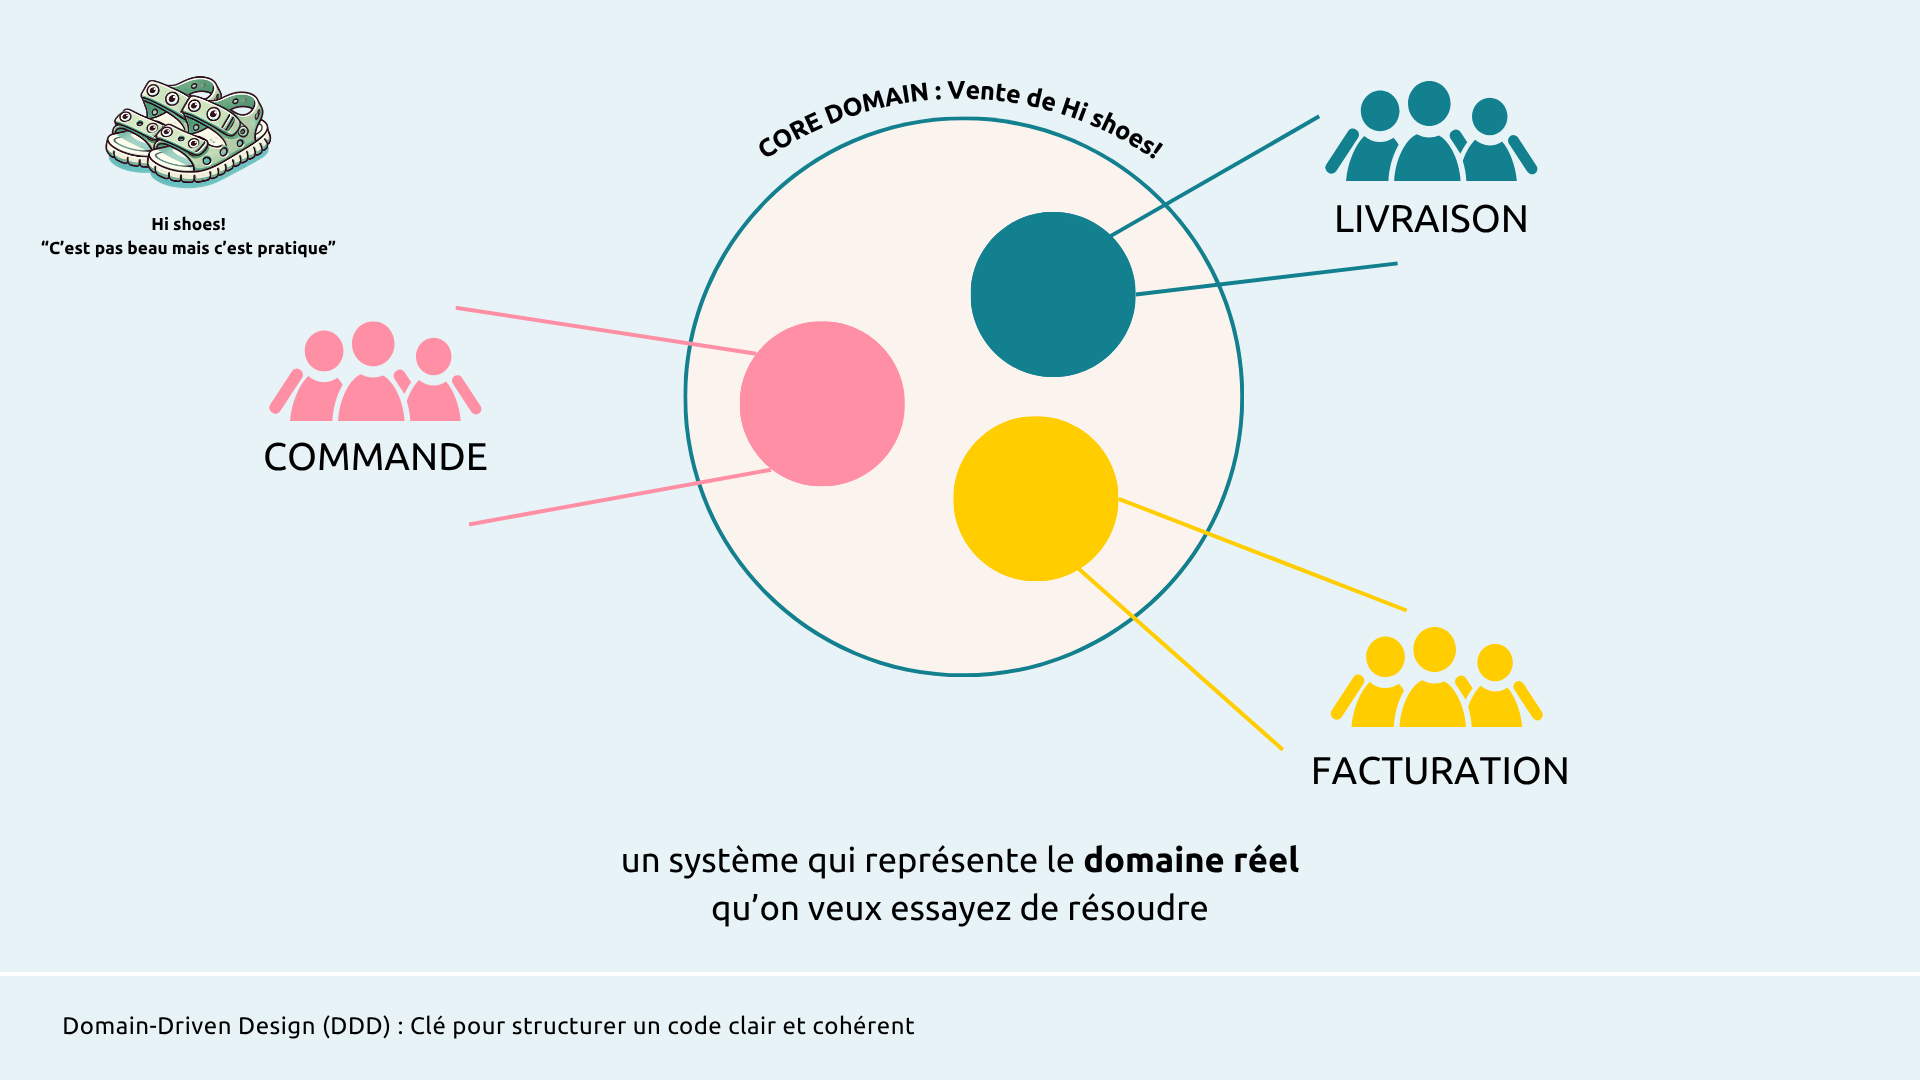 CORE DOMAIN : Vente de Hi shoes!
Hi shoes!
“C’est pas beau mais c’est pratique”
LIVRAISON
COMMANDE
FACTURATION
un système qui représente le domaine réel
qu’on veux essayez de résoudre
Domain-Driven Design (DDD) : Clé pour structurer un code clair et cohérent